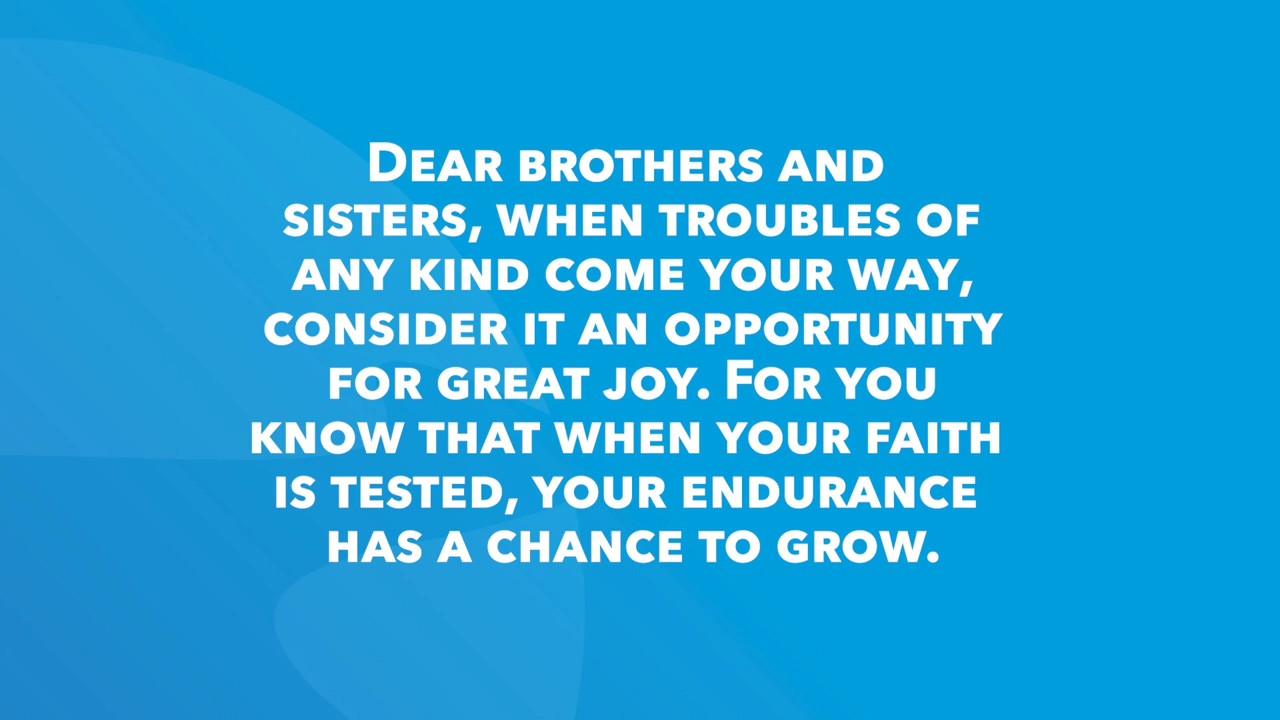 Dear brothers and
sisters, when troubles of
any kind come your way,
consider it an opportunity
for great joy. For you
know that when your faith
is tested, your endurance
has a chance to grow.